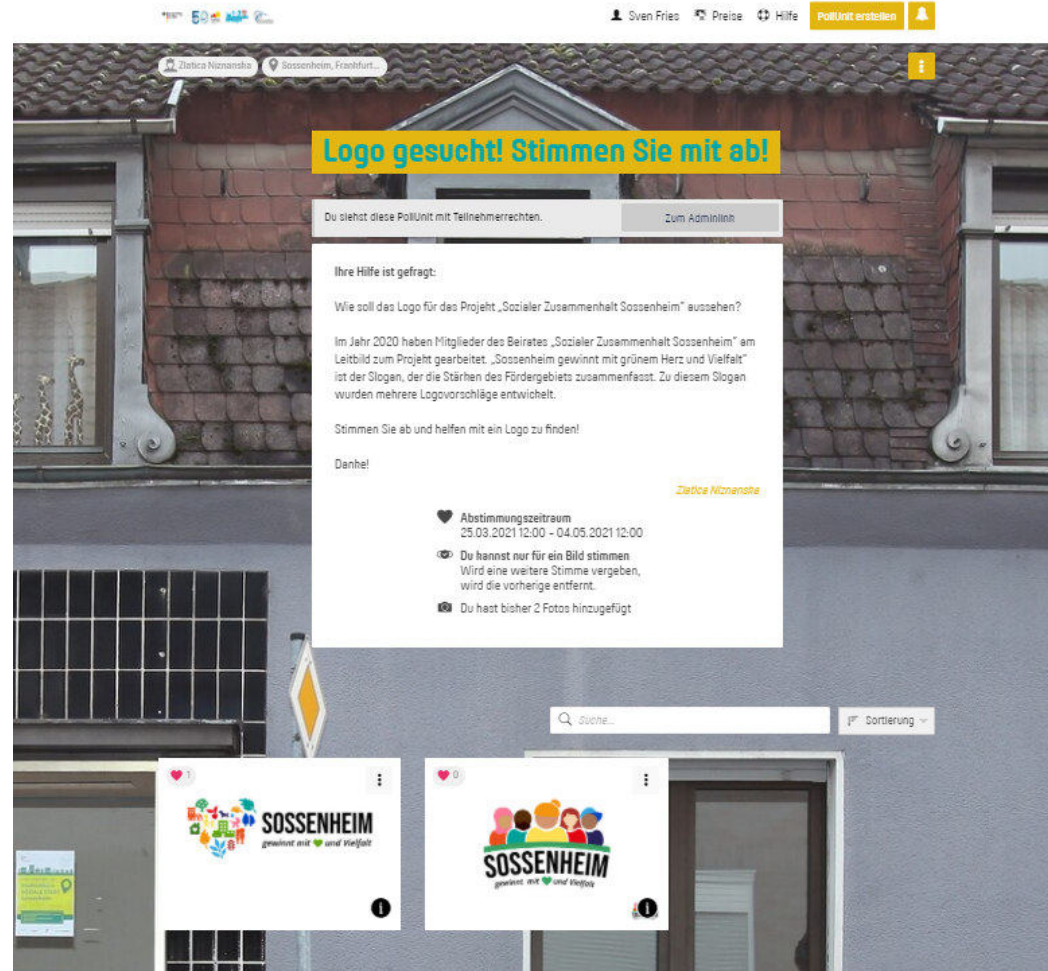 Sven Fries Preise Hilfe PollUnit erstellen
Zlatica Niznanska Sossenheim, Frankfurt...
Logo gesucht! Stimmen Sie mit ab!
Du siehst diese PollUnit mit Teilnehmerrechten. Zum Adminlink
Ihre Hilfe ist gefragt:
Wie soll das Logo für das Projekt „Sozialer Zusammenhalt Sossenheim" aussehen?
Im Jahr 2020 haben Mitglieder des Beirates „Sozialer Zusammenhalt Sossenheim" am
Leitbild zum Projekt gearbeitet. „Sossenheim gewinnt mit grünem Herz und Vielfalt"
ist der Slogan, der die Stärken des Fördergebiets zusammenfasst. Zu diesem Slogan
wurden mehrere Logovorschläge entwickelt.
Stimmen Sie ab und helfen mit ein Logo zu finden!
Danke!
Zlatica Niznanska
Abstimmungszeitraum
25.03.2021 12:00 - 04.05.2021 12:00
Du kannst nur für ein Bild stimmen
Wird eine weitere Stimme vergeben,
wird die vorherige entfernt.
Du hast bisher 2 Fotos hinzugefügt
Suche...
Sortierung
1
0
SOSSENHEIM
gewinnt mit und Vielfalt
SOSSENHEIM
gewinnt mit und Vielfalt